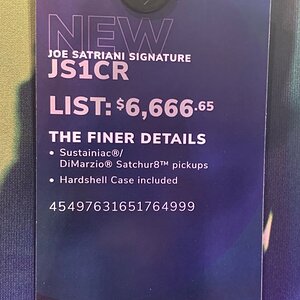 NEW
JOE SATRIANI SIGNATURE
JS1CR
LIST: $6,666.65
THE FINER DETAILS
• Sustainiac®/
DiMarzio® Satchur8™ pickups
• Hardshell Case included
45497631651764999